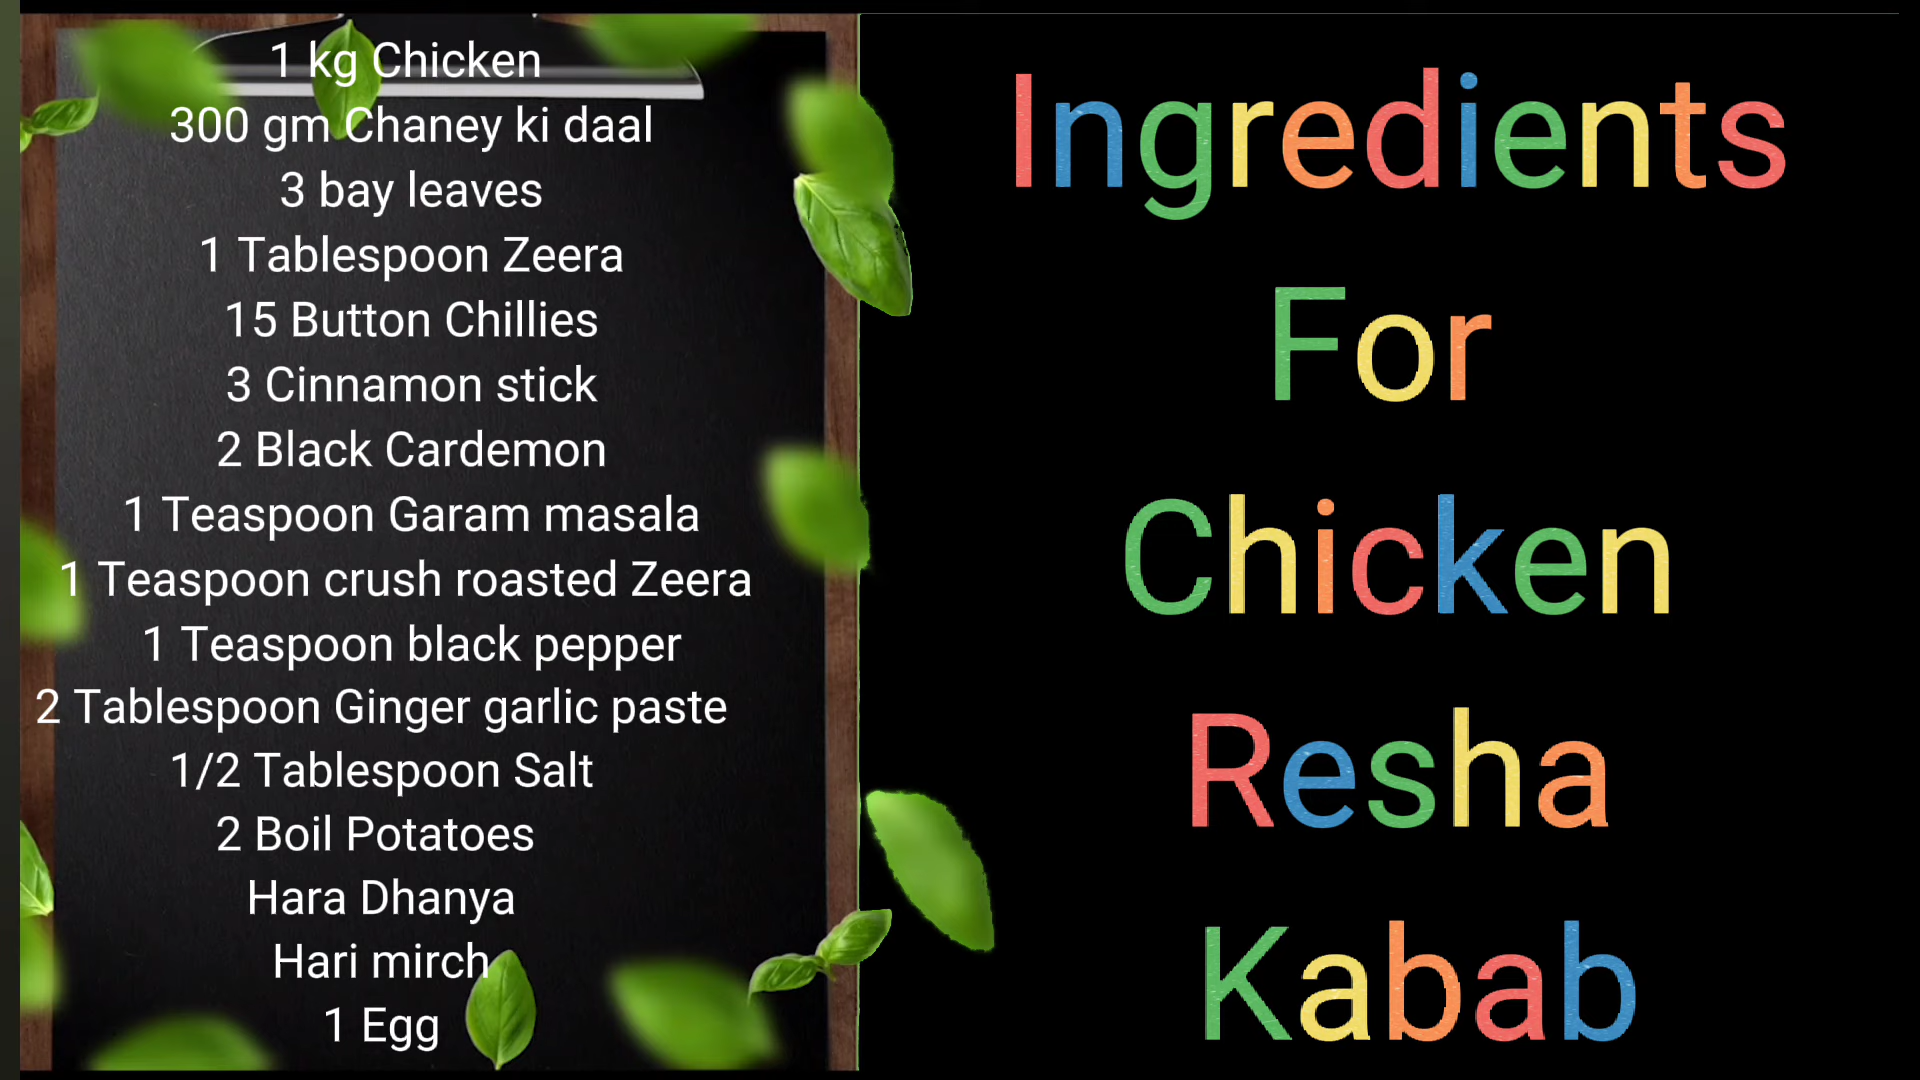 1 kg Chicken
300 gm Chaney ki daal
3 bay leaves
1 Tablespoon Zeera
15 Button Chillies
3 Cinnamon stick
2 Black Cardemon
1 Teaspoon Garam masala
1 Teaspoon crush roasted Zeera
1 Teaspoon black pepper
2 Tablespoon Ginger garlic paste
1/2 Tablespoon Salt
2 Boil Potatoes
Hara Dhanya
Hari mirch
1 Egg
Ingredients
For
Chicken
Resha
Kabab